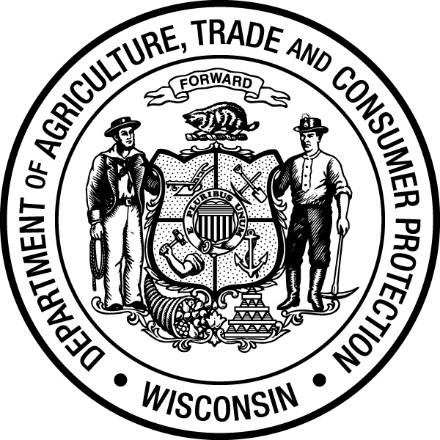 DEPARTMENT OF AGRICULTURE, TRADE AND CONSUMER PROTECTION
FORWARD
E PLURIBUS UNUM
• WISCONSIN •